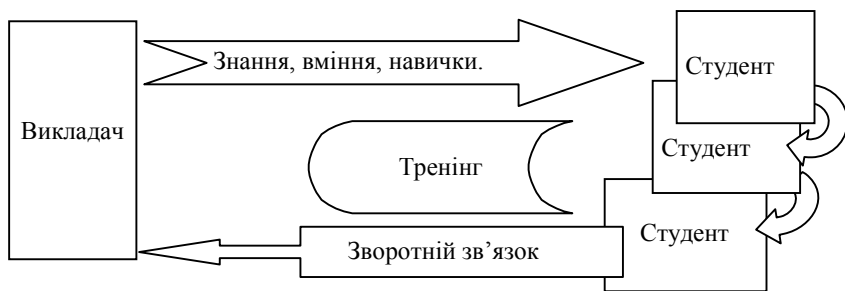 Знання, вміння, навички.
Студент
Викладач
Студент
Тренінг
Студент
Зворотній зв’язок